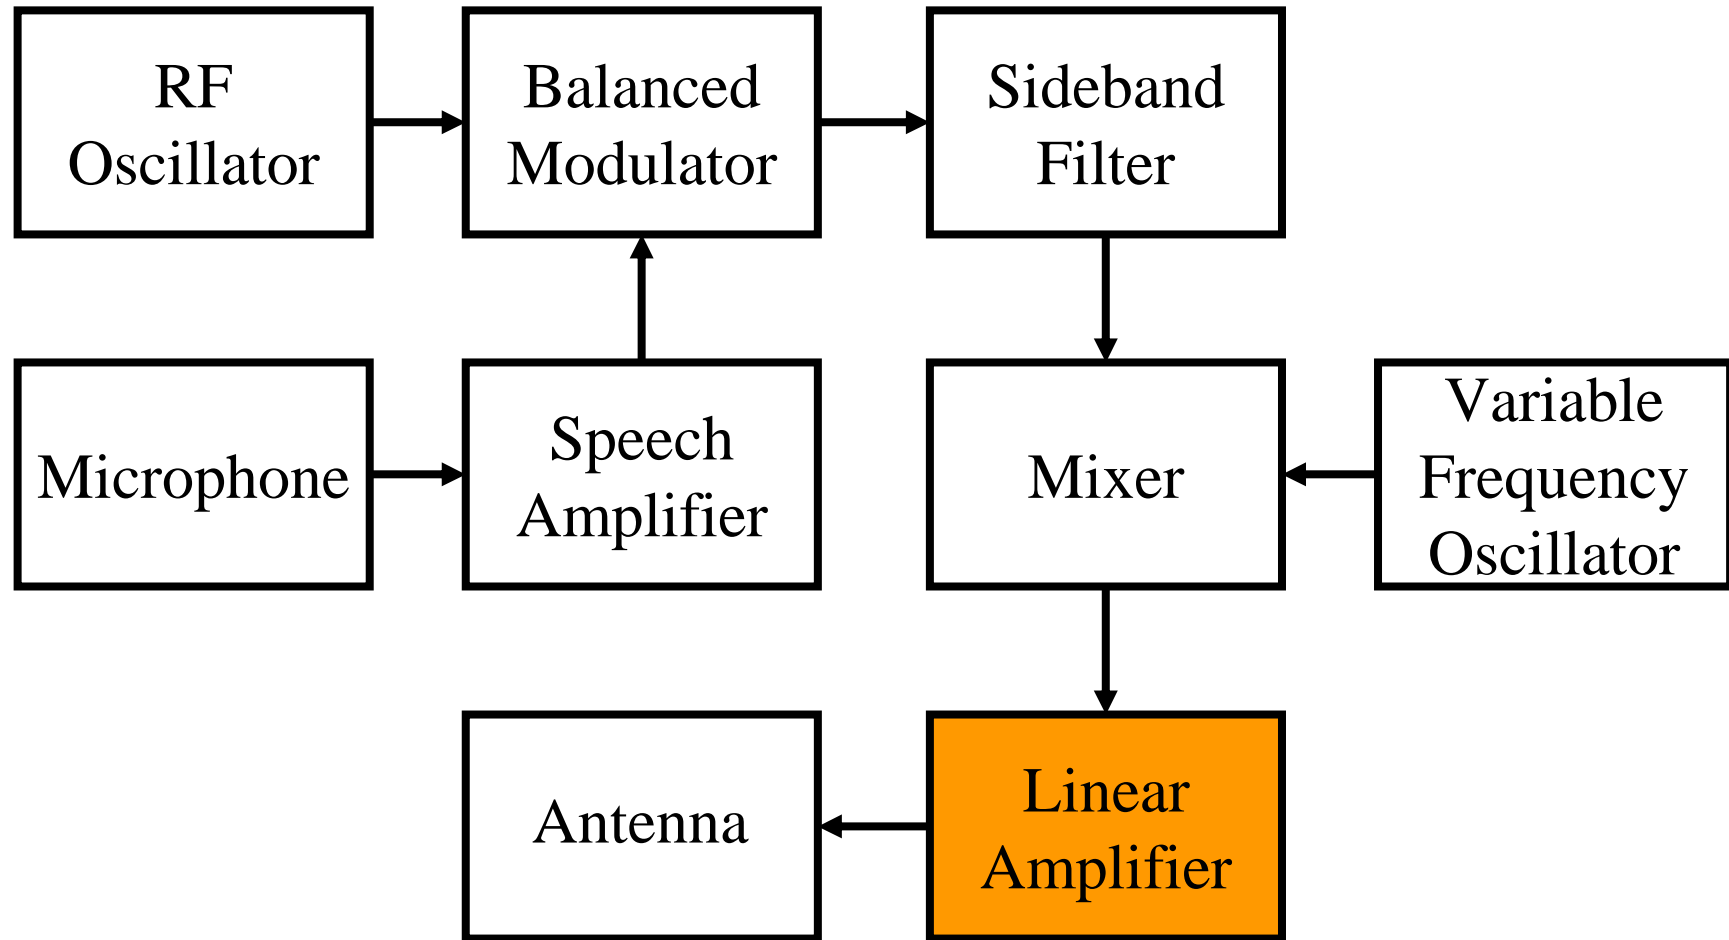 RF
Oscillator
Balanced
Modulator
Sideband
Filter
Microphone
Speech
Amplifier
Mixer
Variable
Frequency
Oscillator
Antenna
Linear
Amplifier